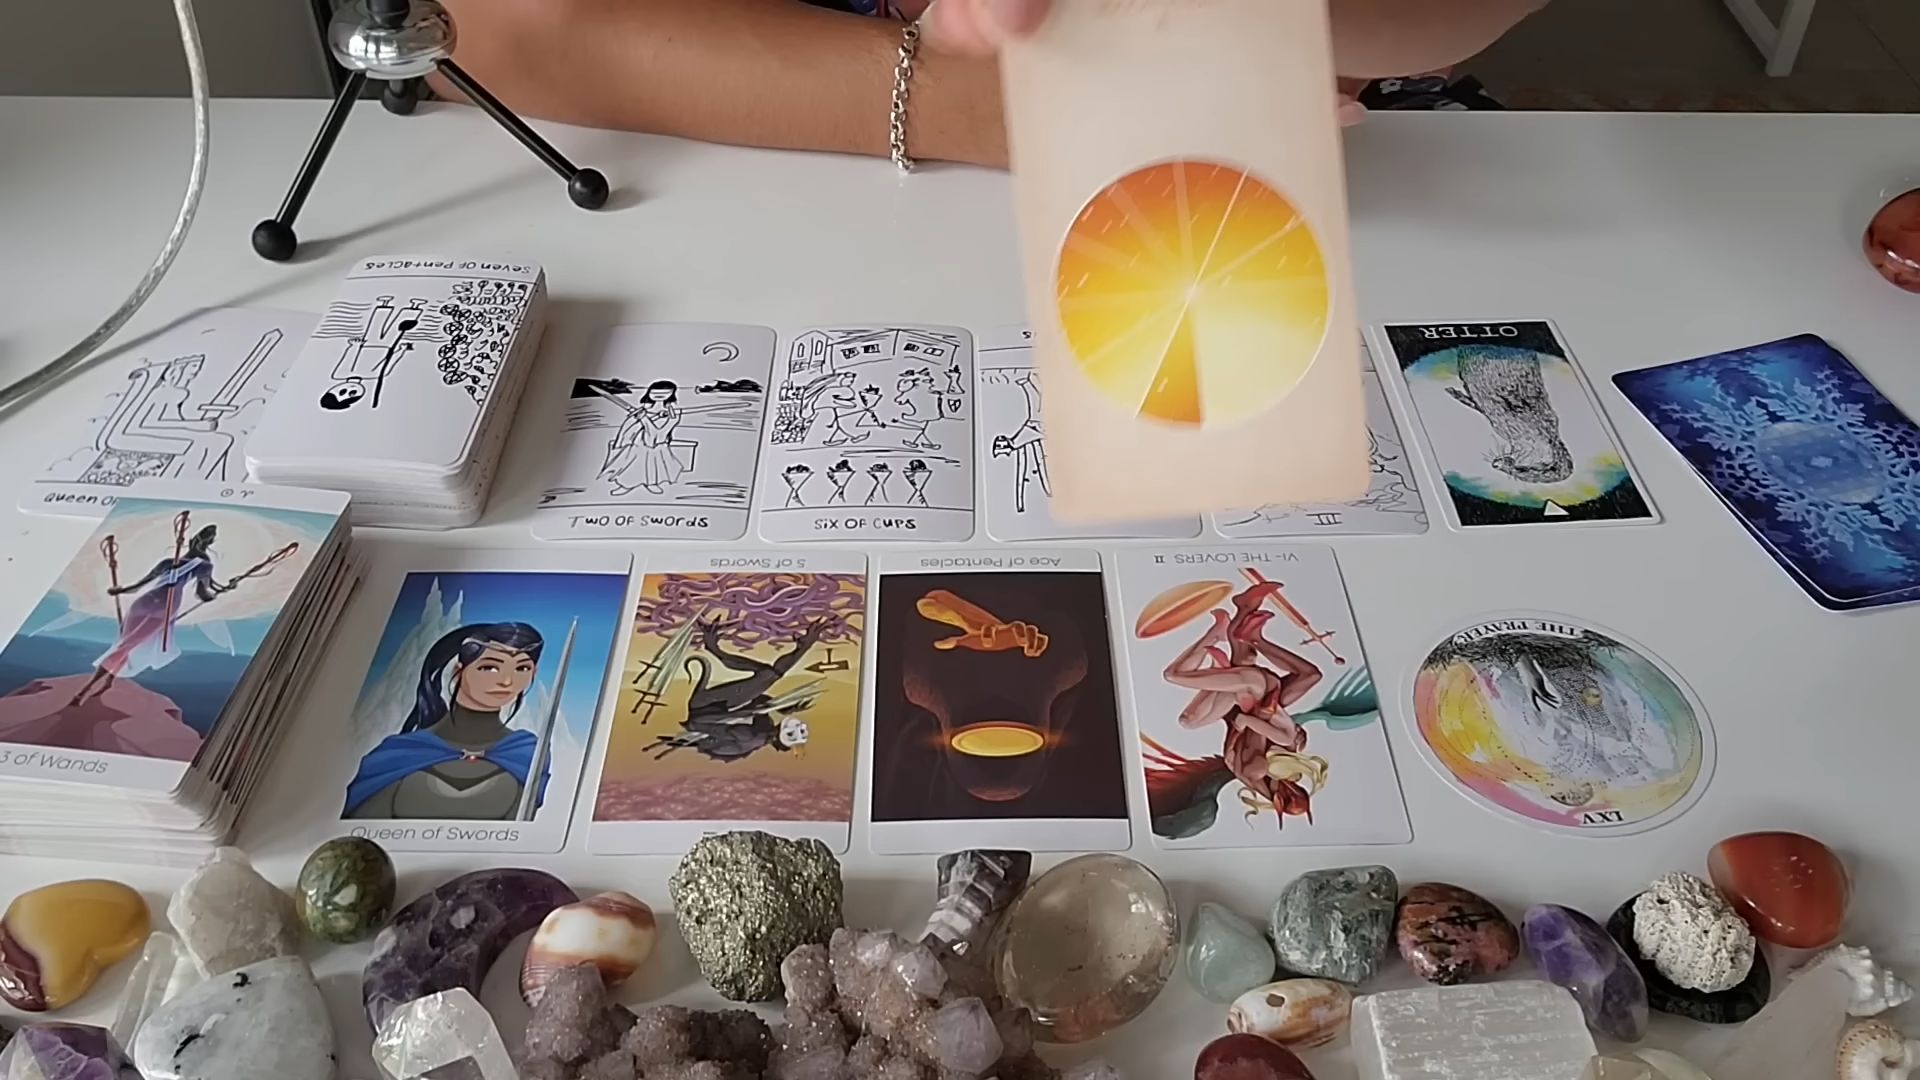 Seven OF Pentacles
Queen OF
Two OF Swords
Six OF Cups
III
OTTER
3 of Wands
Queen of Swords
5 of Swords
Ace of Pentacles
VI-THE LOVERS II
THE PRAYER
LXV